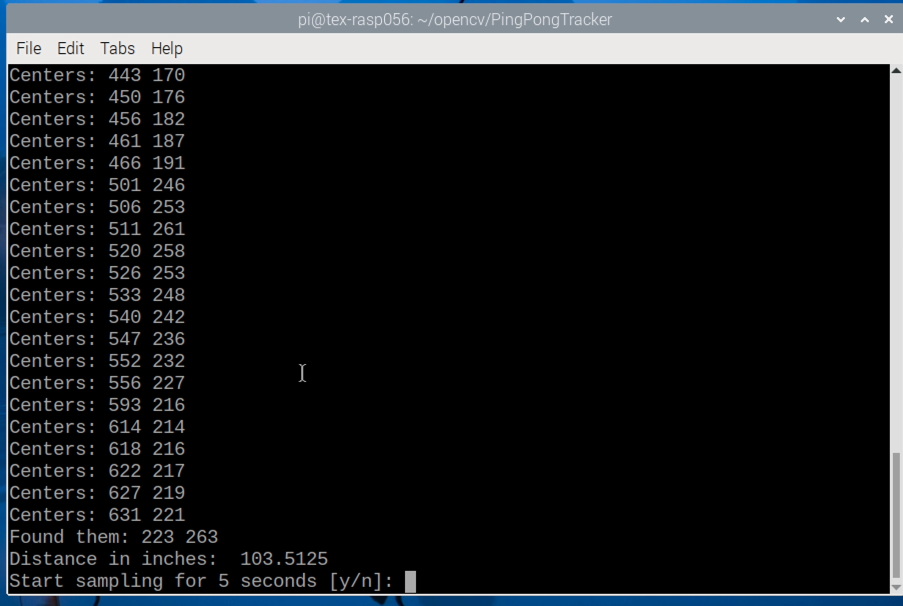 pi@tex-rasp056: ~/opencv/PingPongTracker
File Edit Tabs Help
Centers: 443 170
Centers: 450 176
Centers: 456 182
Centers: 461 187
Centers: 466 191
Centers: 501 246
Centers: 506 253
Centers: 511 261
Centers: 520 258
Centers: 526 253
Centers: 533 248
Centers: 540 242
Centers: 547 236
Centers: 552 232
Centers: 556 227
Centers: 593 216
Centers: 614 214
Centers: 618 216
Centers: 622 217
Centers: 627 219
Centers: 631 221
Found them: 223 263
Distance in inches:  103.5125
Start sampling for 5 seconds [y/n]: